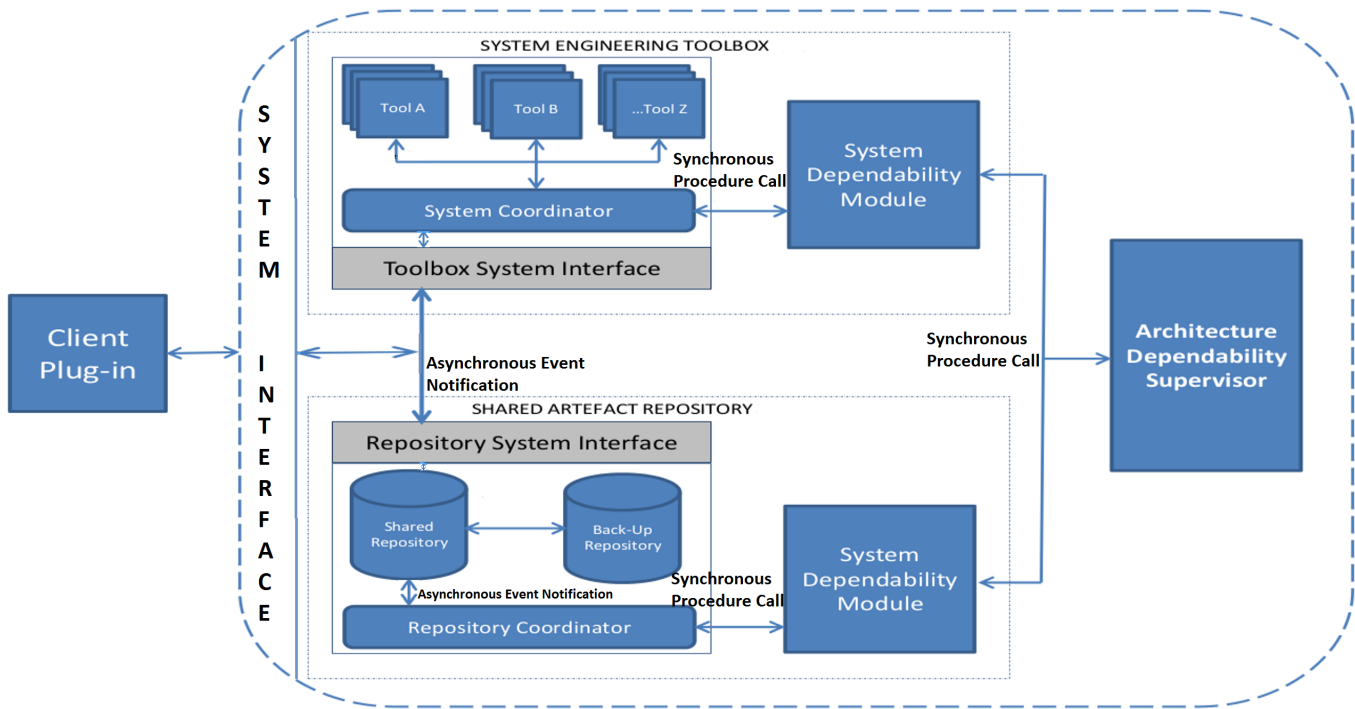 SYSTEM ENGINEERING TOOLBOX
Tool A
Tool B
...Tool Z
Synchronous
Procedure Call
System
Dependability
Module
System Coordinator
Toolbox System Interface
SYSTEM INTERFACE
Client
Plug-in
Asynchronous Event
Notification
Synchronous
Procedure Call
Architecture
Dependability
Supervisor
SHARED ARTEFACT REPOSITORY
Repository System Interface
Shared
Repository
Back-Up
Repository
Asynchronous Event Notification
Synchronous
Procedure Call
System
Dependability
Module
Repository Coordinator